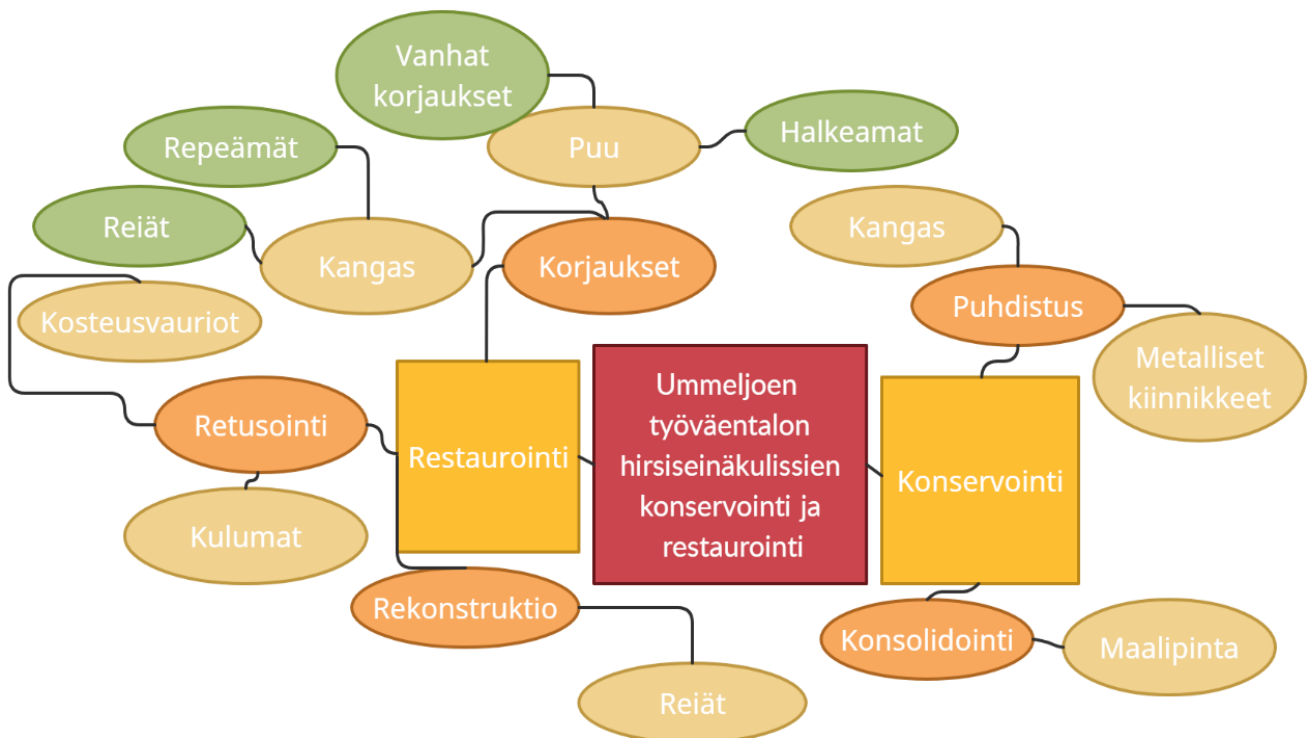 Vanhat
korjaukset
Repeämät
Puu
Halkeamat
Reiät
Kangas
Korjaukset
Kangas
Kosteusvauriot
Puhdistus
Metalliset
kiinnikkeet
Retusointi
Restaurointi
Ummeljoen
työväentalon
hirsiseinäkulissien
konservointi ja
restaurointi
Konservointi
Kulumat
Rekonstruktio
Konsolidointi
Maalipinta
Reiät